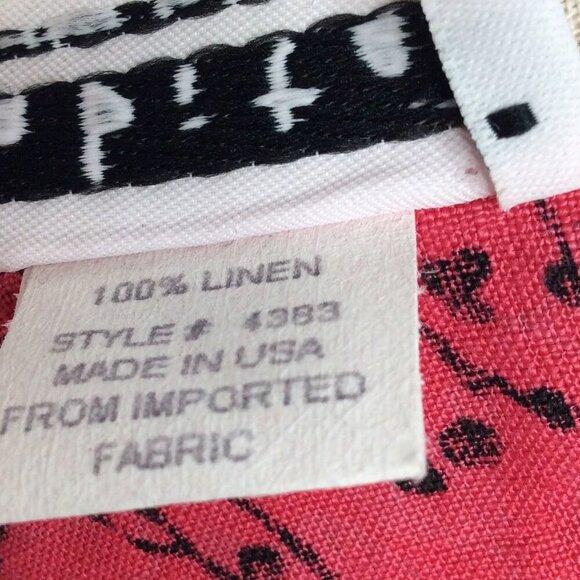 100% LINEN
STYLE # 4383
MADE IN USA
FROM IMPORTED
FABRIC